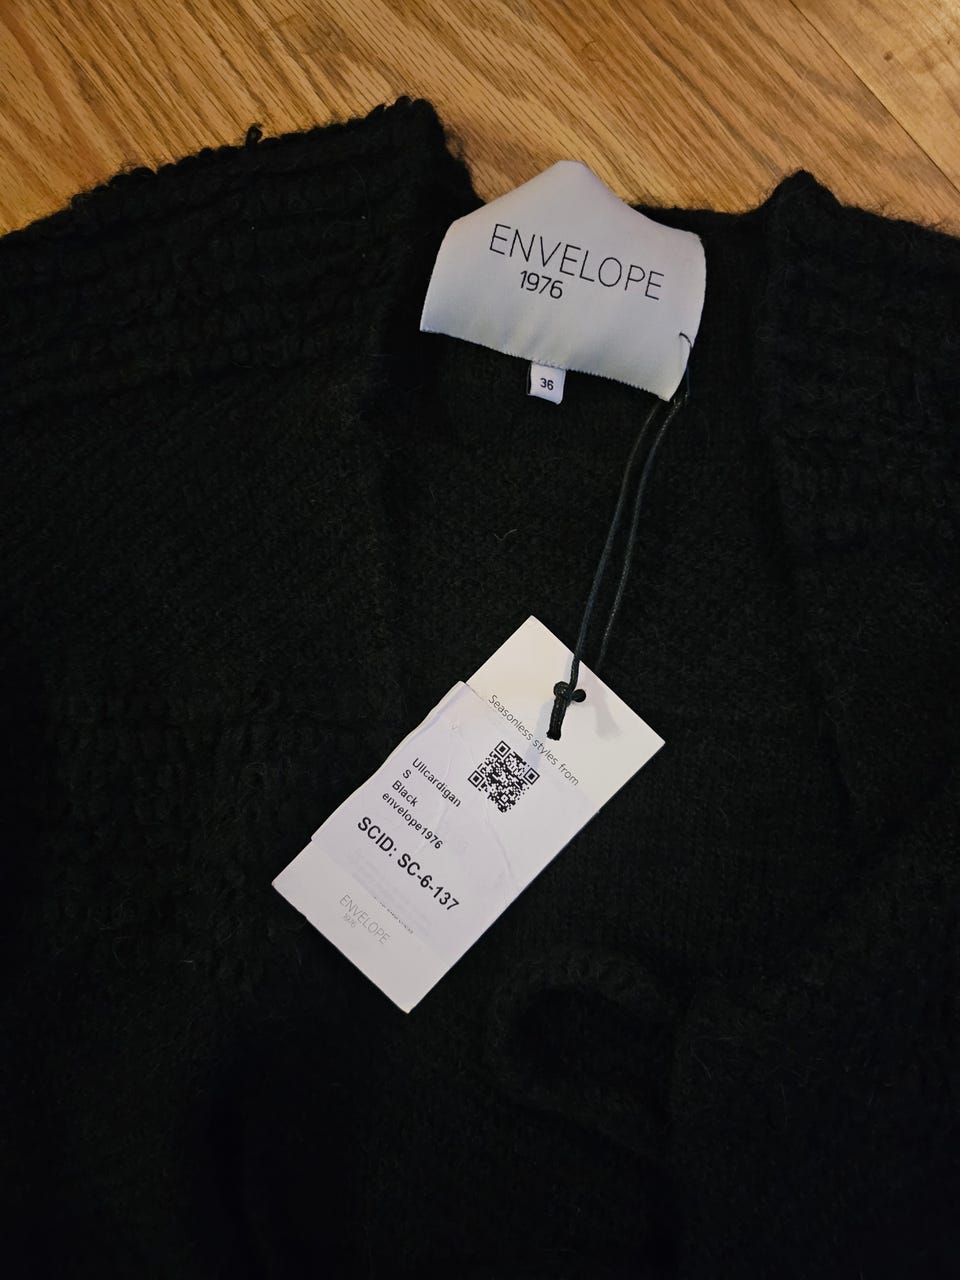 ENVELOPE
1976
36
Seasonless styles from
Ullcardigan
S
Black
envelope1976
SCID: SC-6-137
ENVELOPE
1976